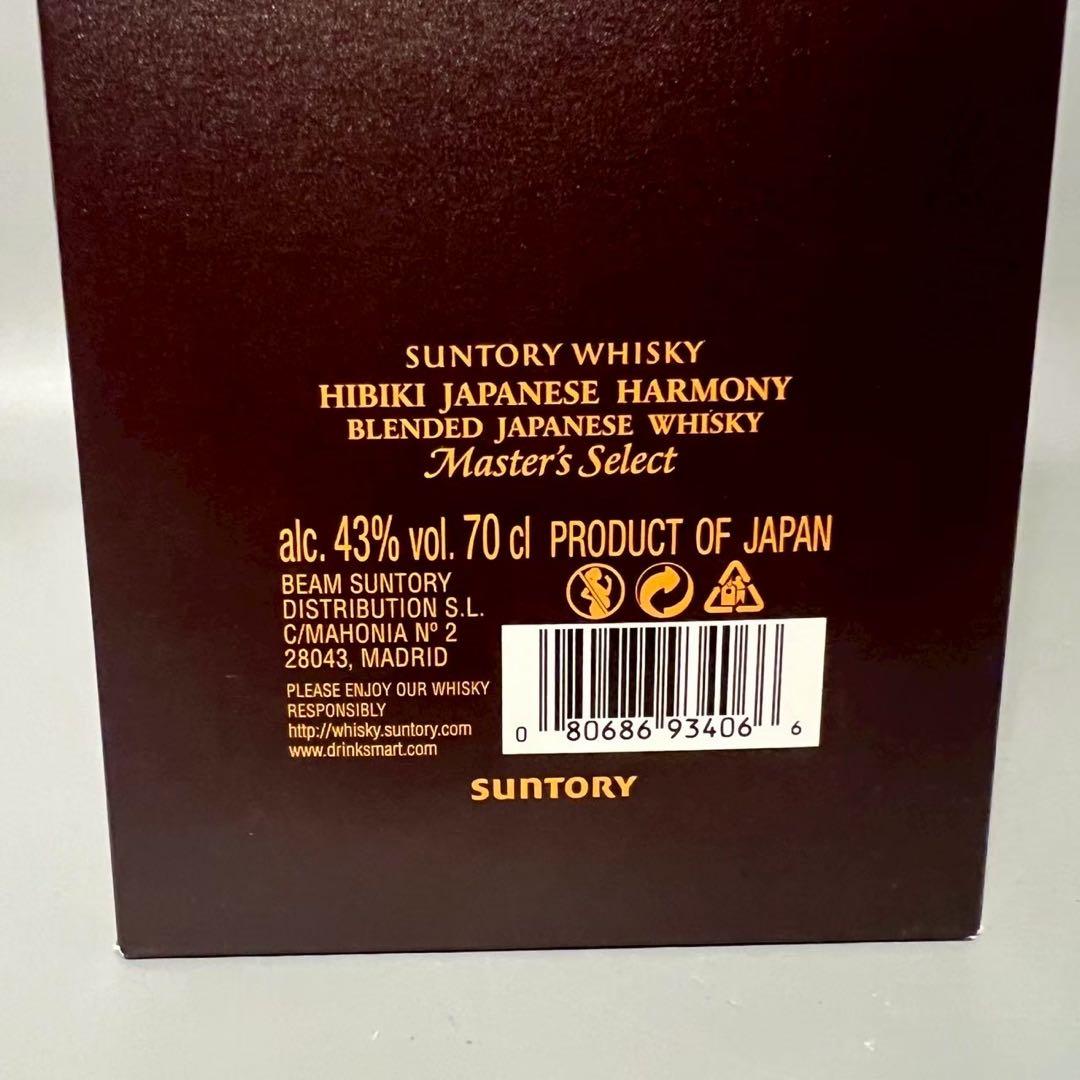 SUNTORY WHISKY
HIBIKI JAPANESE HARMONY
BLENDED JAPANESE WHISKY
Master's Select
alc. 43% vol. 70 cl PRODUCT OF JAPAN
BEAM SUNTORY
DISTRIBUTION S.L.
C/MAHONIA Nº 2
28043, MADRID
PLEASE ENJOY OUR WHISKY
RESPONSIBLY
http://whisky.suntory.com
www.drinksmart.com
0 80686 93406 6
SUNTORY